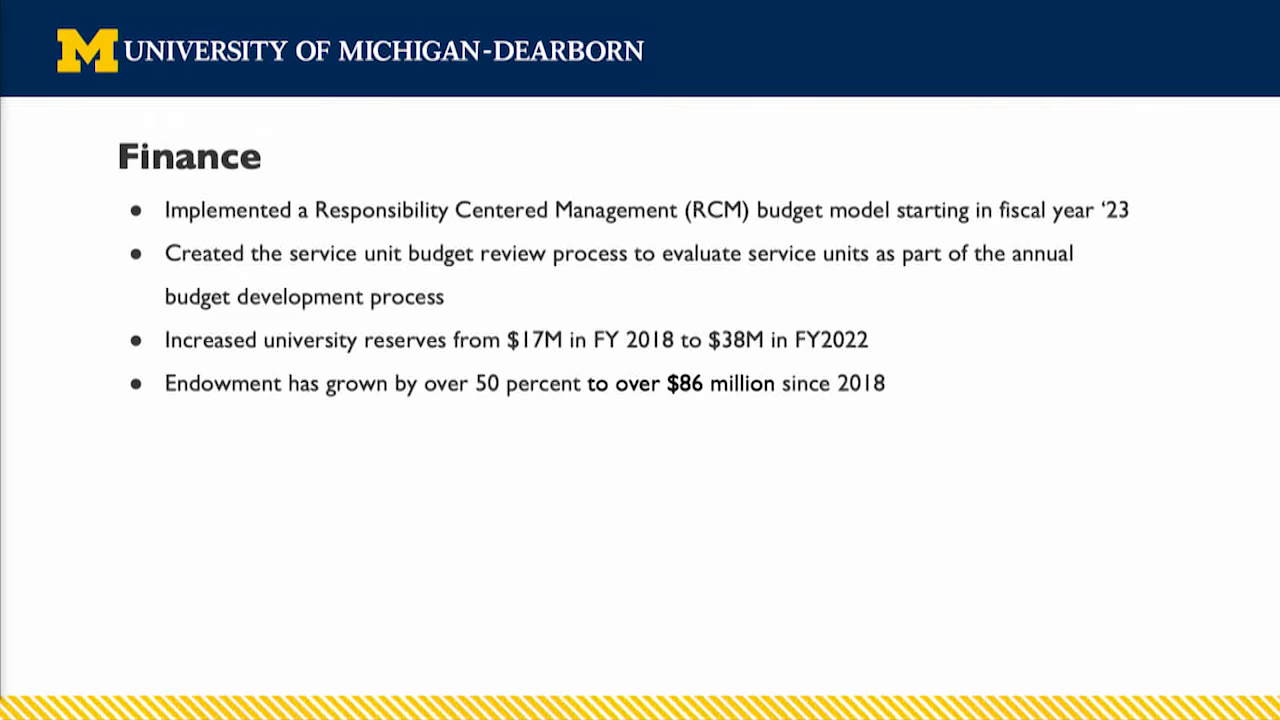 M UNIVERSITY OF MICHIGAN-DEARBORN
Finance
● Implemented a Responsibility Centered Management (RCM) budget model starting in fiscal year ‘23
● Created the service unit budget review process to evaluate service units as part of the annual
budget development process
● Increased university reserves from $17M in FY 2018 to $38M in FY2022
● Endowment has grown by over 50 percent to over $86 million since 2018